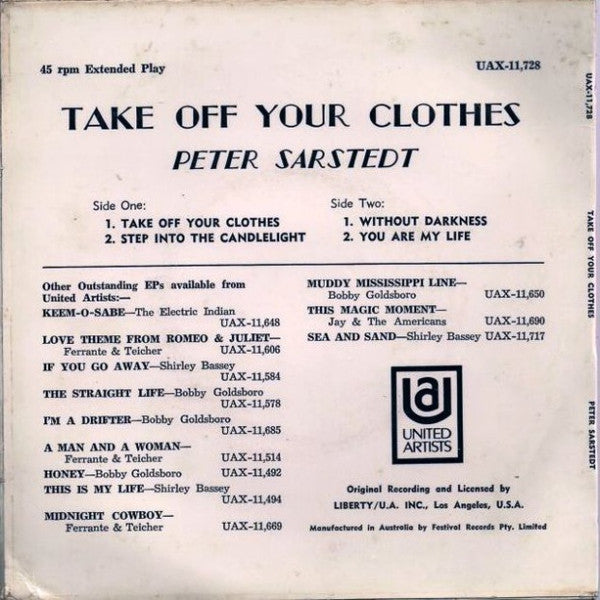 45 rpm Extended Play
UAX-11,728
TAKE OFF YOUR CLOTHES
PETER SARSTEDT
Side One:
1. TAKE OFF YOUR CLOTHES
2. STEP INTO THE CANDLELIGHT
Side Two:
1. WITHOUT DARKNESS
2. YOU ARE MY LIFE
Other Outstanding EPs available from
United Artists:—
KEEM-O-SABE—The Electric Indian
UAX-11,648
LOVE THEME FROM ROMEO & JULIET—
Ferrante & Teicher UAX-11,606
IF YOU GO AWAY—Shirley Bassey
UAX-11,584
THE STRAIGHT LIFE—Bobby Goldsboro
UAX-11,578
I'M A DRIFTER—Bobby Goldsboro
UAX-11,685
A MAN AND A WOMAN—
Ferrante & Teicher UAX-11,514
HONEY—Bobby Goldsboro UAX-11,492
THIS IS MY LIFE—Shirley Bassey
UAX-11,494
MIDNIGHT COWBOY—
Ferrante & Teicher UAX-11,669
MUDDY MISSISSIPPI LINE—
Bobby Goldsboro UAX-11,650
THIS MAGIC MOMENT—
Jay & The Americans UAX-11,690
SEA AND SAND—Shirley Bassey UAX-11,717
UA
UNITED
ARTISTS
Original Recording and Licensed by
LIBERTY/U.A. INC., Los Angeles, U.S.A.
Manufactured in Australia by Festival Records Pty. Limited
UAX-11,728
TAKE OFF YOUR CLOTHES
PETER SARSTEDT